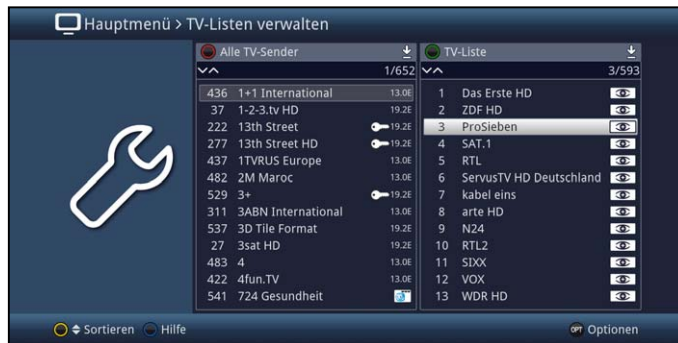 Hauptmenü > TV-Listen verwalten
Alle TV-Sender
1/652
436 1+1 International 13.0E
37 1-2-3.tv HD 19.2E
222 13th Street 19.2E
277 13th Street HD 19.2E
437 1TVRUS Europe 13.0E
482 2M Maroc 13.0E
529 3+ 19.2E
311 3ABN International 13.0E
537 3D Tile Format 19.2E
27 3sat HD 19.2E
483 4 13.0E
422 4fun.TV 13.0E
541 724 Gesundheit
TV-Liste
3/593
1 Das Erste HD
2 ZDF HD
3 ProSieben
4 SAT.1
5 RTL
6 ServusTV HD Deutschland
7 kabel eins
8 arte HD
9 N24
10 RTL2
11 SIXX
12 VOX
13 WDR HD
Sortieren Hilfe
OPT Optionen